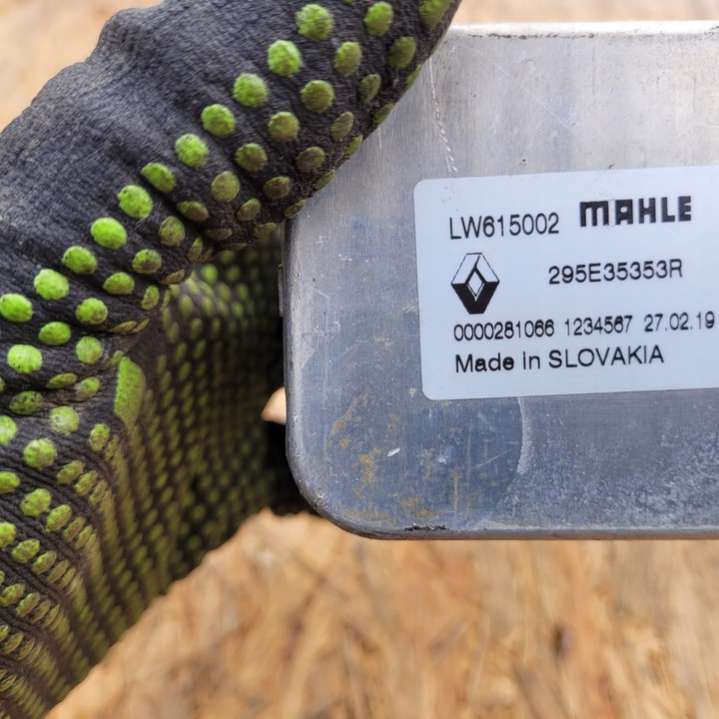 LW615002 MAHLE
295E35353R
0000281066 1234567 27.02.19
Made in SLOVAKIA